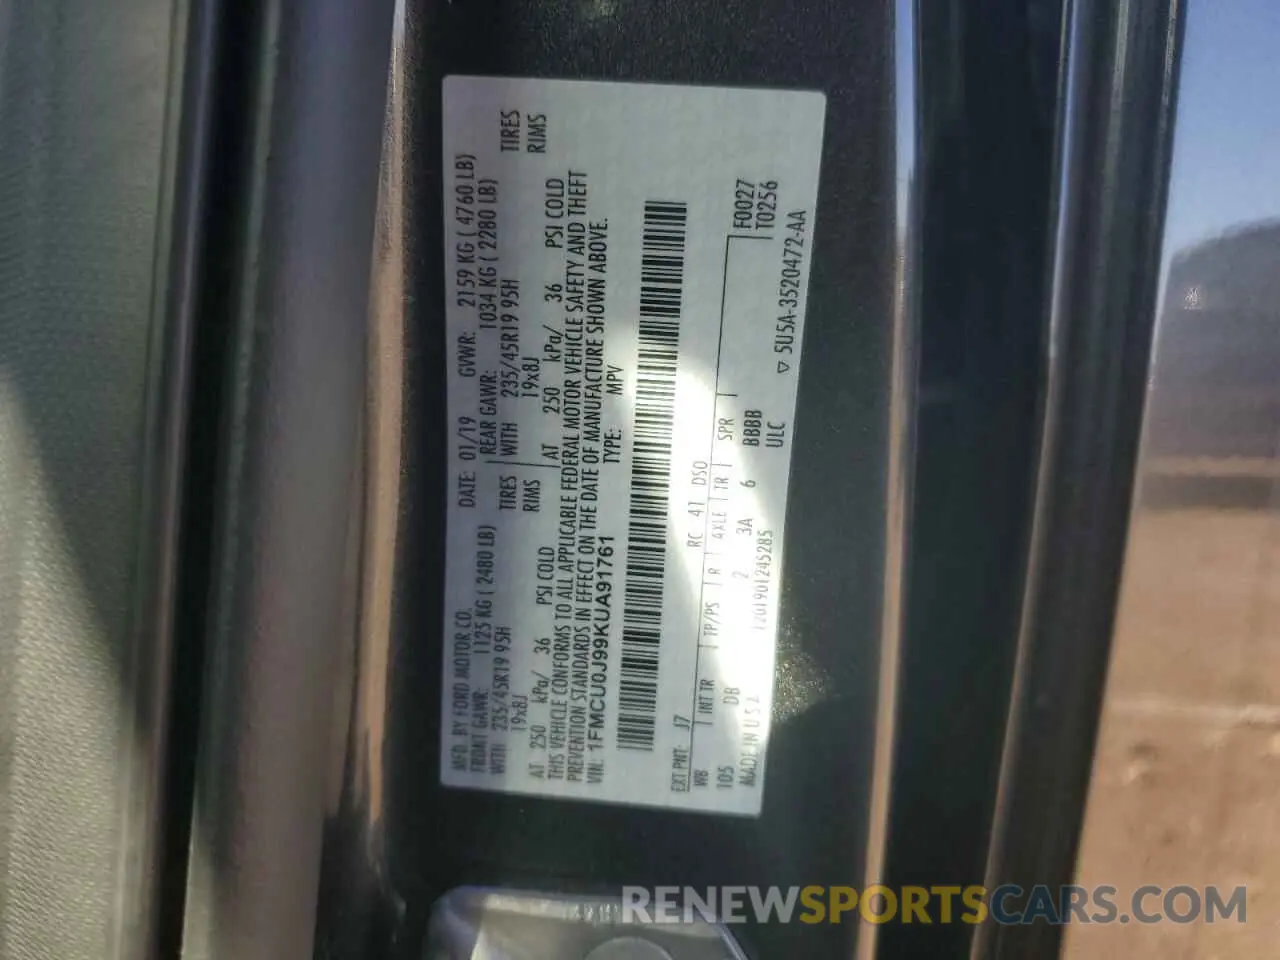 MFD. BY FORD MOTOR CO. DATE: 01/19 GVWR: 2159 KG ( 4760 LB)
FRONT GAWR: 1125 KG ( 2480 LB) REAR GAWR: 1034 KG ( 2280 LB)
WITH 235/45R19 95H TIRES WITH 235/45R19 95H TIRES
19x8J RIMS 19x8J RIMS
AT 250 kPa/ 36 PSI COLD AT 250 kPa/ 36 PSI COLD
THIS VEHICLE CONFORMS TO ALL APPLICABLE FEDERAL MOTOR VEHICLE SAFETY AND THEFT
PREVENTION STANDARDS IN EFFECT ON THE DATE OF MANUFACTURE SHOWN ABOVE.
VIN: 1FMCU0J99KUA91761 TYPE: MPV
EXT PNT: J7 RC 41 DSO F0027
WB INT TR TP/PS R AXLE TR SPR T0256
105 DB 2 3A 6 BBBB
MADE IN U S A 1201901245285 ULC
▽ 5U5A-3520472-AA
RENEWSPORTSCARS.COM